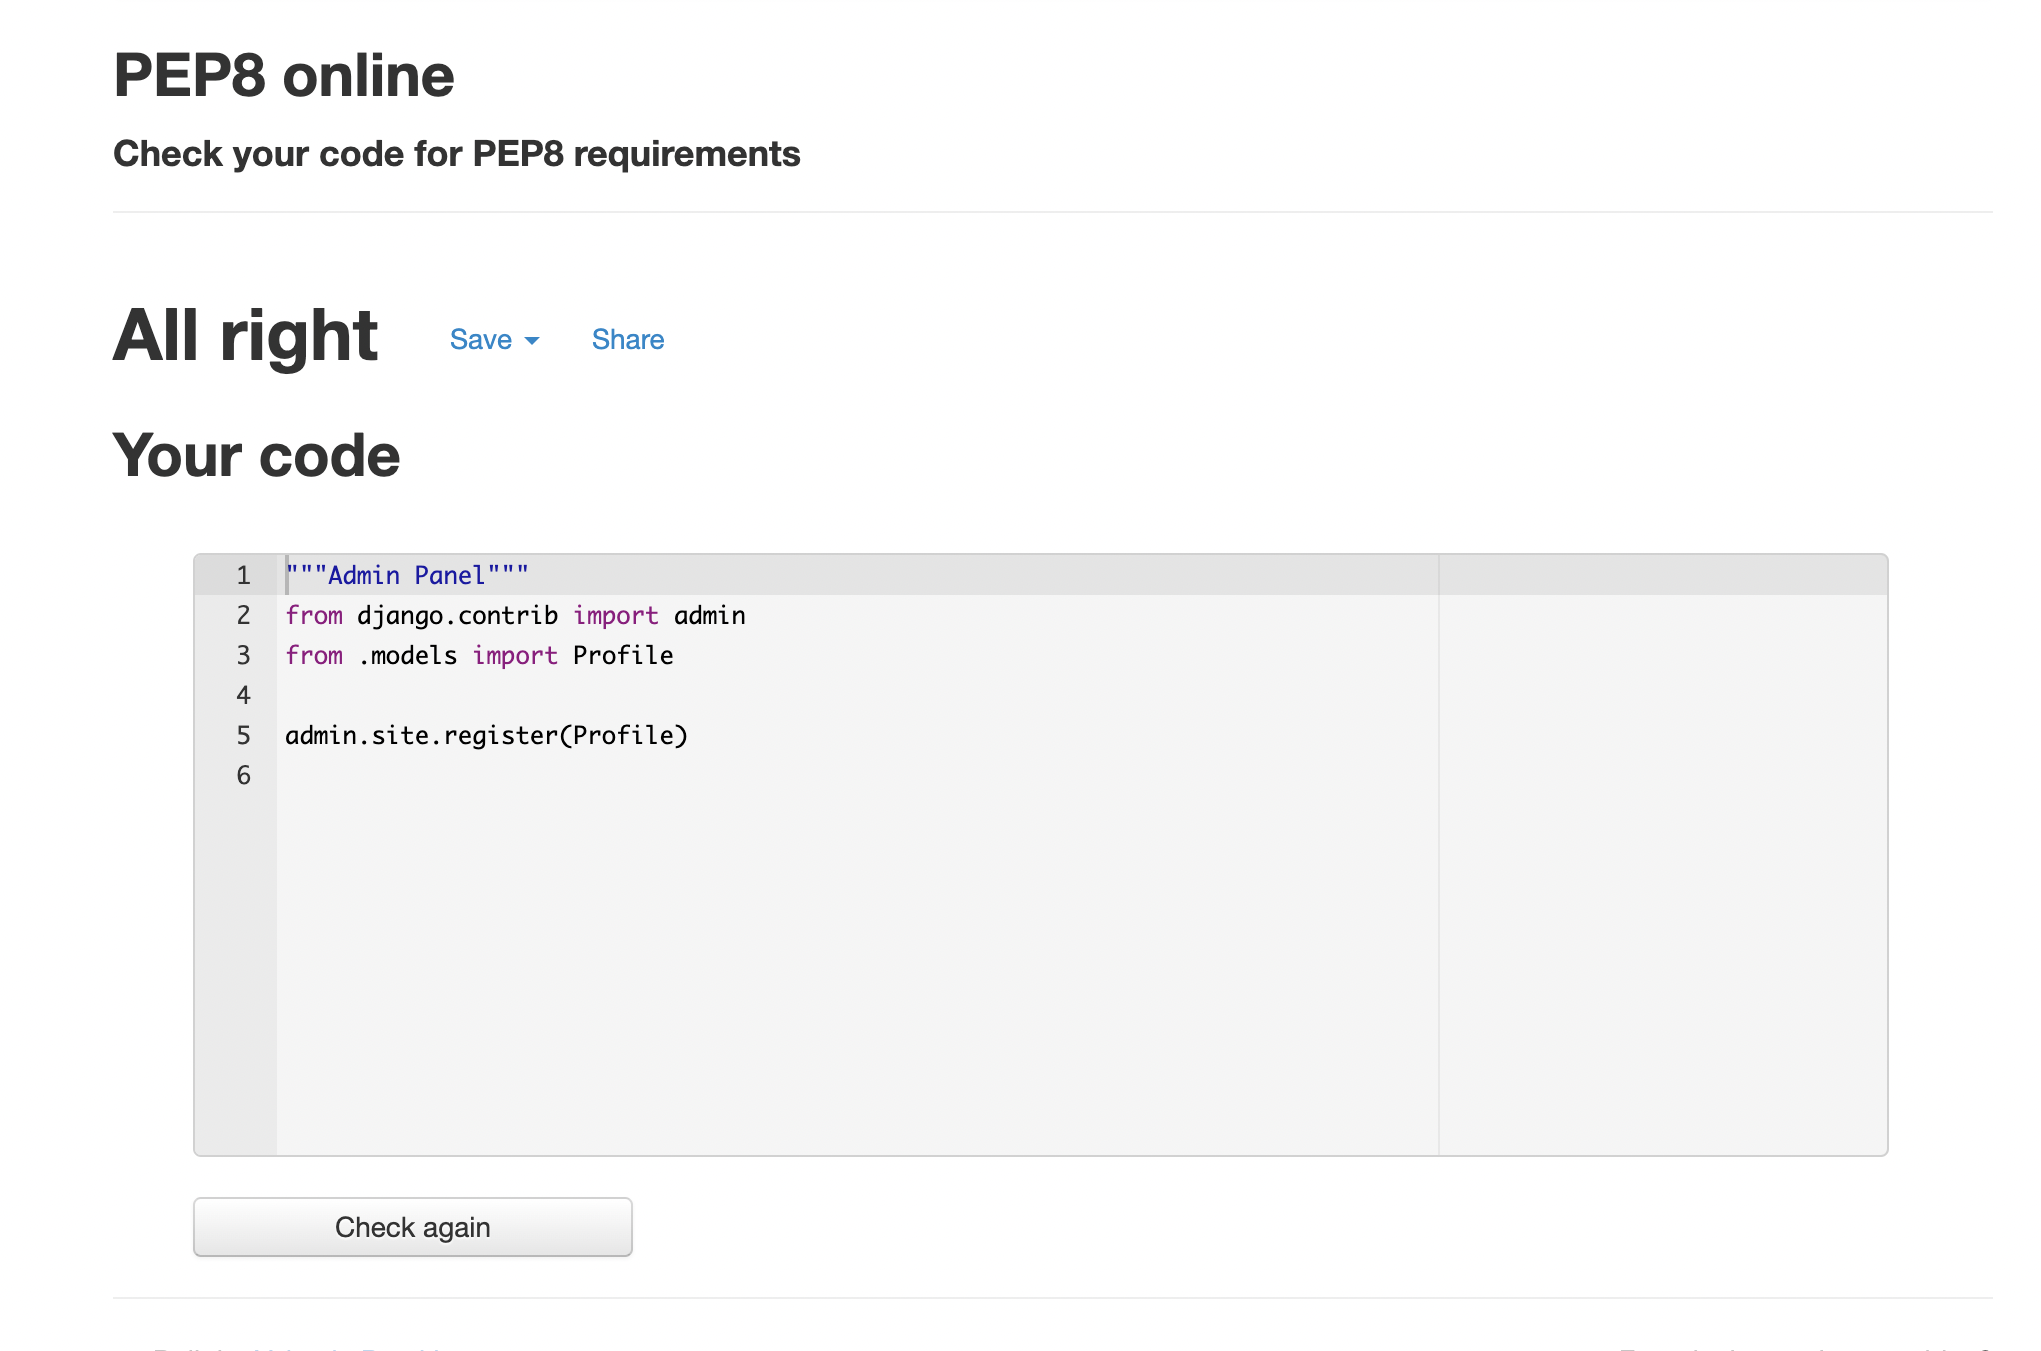 PEP8 online
Check your code for PEP8 requirements
All right Save Share
Your code
1 """Admin Panel"""
2 from django.contrib import admin
3 from .models import Profile
4
5 admin.site.register(Profile)
6
Check again